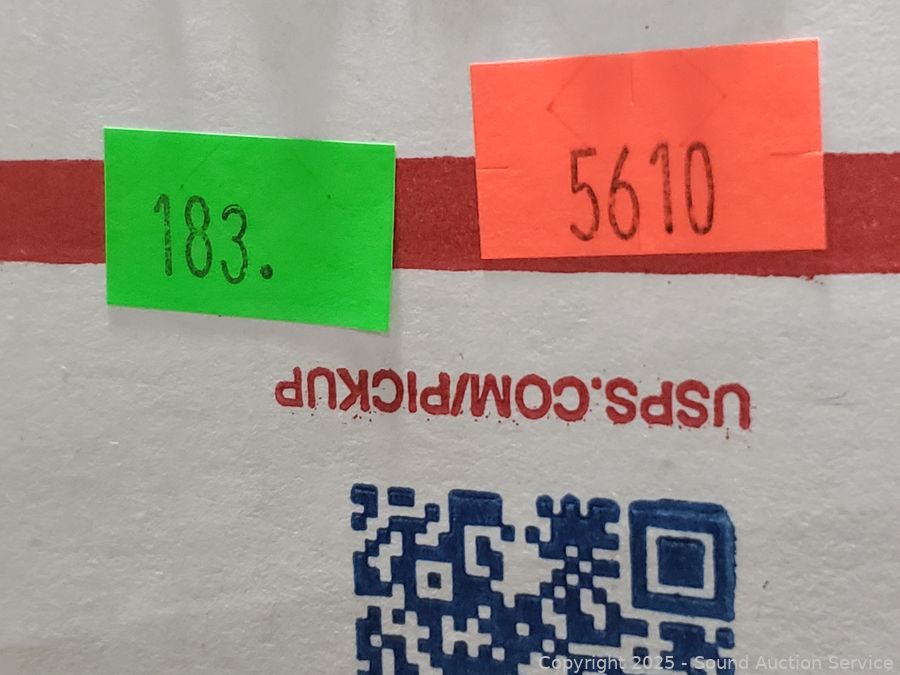 183.
5610
USPS.COM/PICKUP
Copyright 2025 - Sound Auction Service